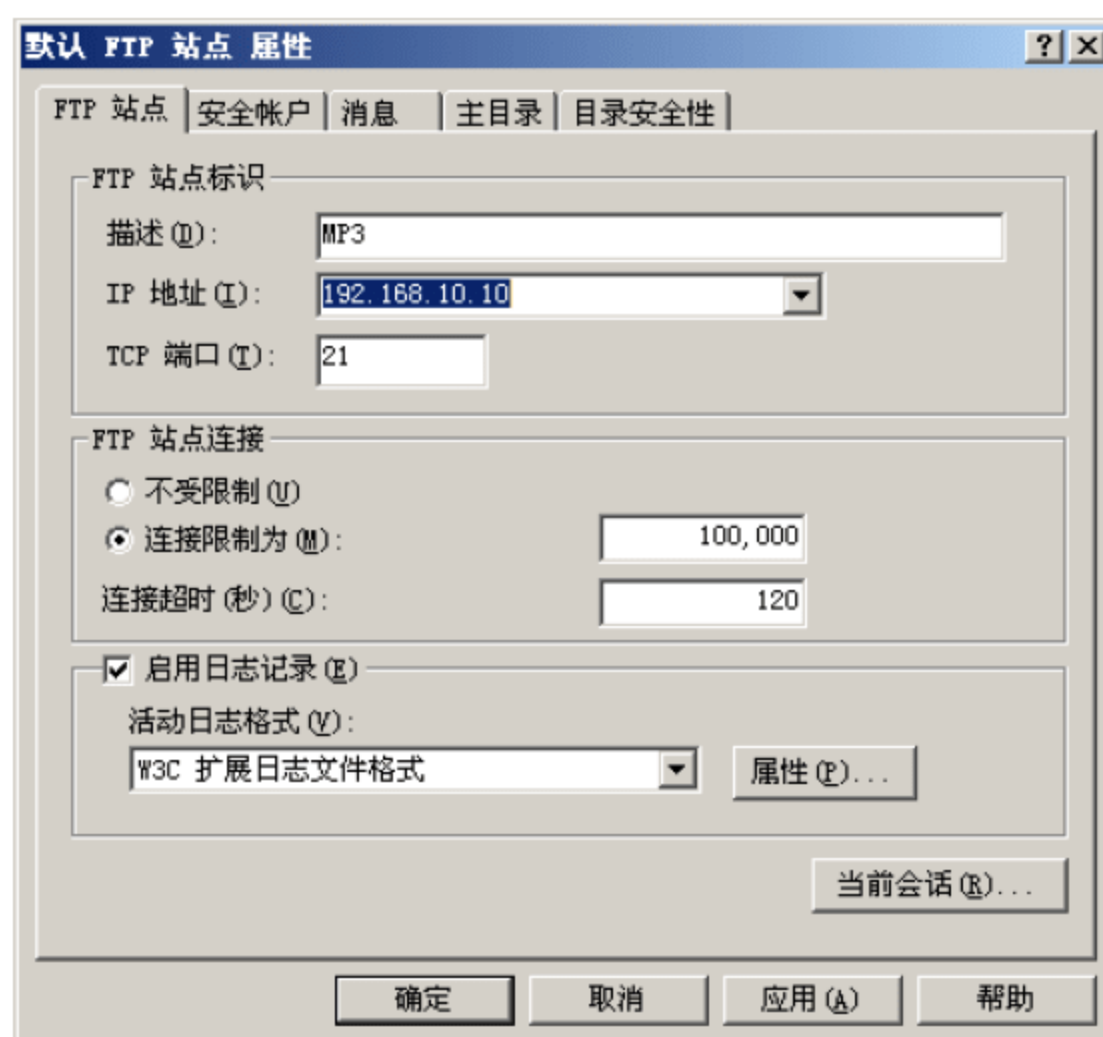 默认 FTP 站点 属性
FTP 站点 安全帐户 消息 主目录 目录安全性
FTP 站点标识
描述(D): MP3
IP 地址(I): 192.168.10.10
TCP 端口(T): 21
FTP 站点连接
不受限制(U)
连接限制为(M): 100,000
连接超时(秒)(C): 120
启用日志记录(E)
活动日志格式(V):
W3C 扩展日志文件格式 属性(P)...
当前会话(R)...
确定 取消 应用(A) 帮助